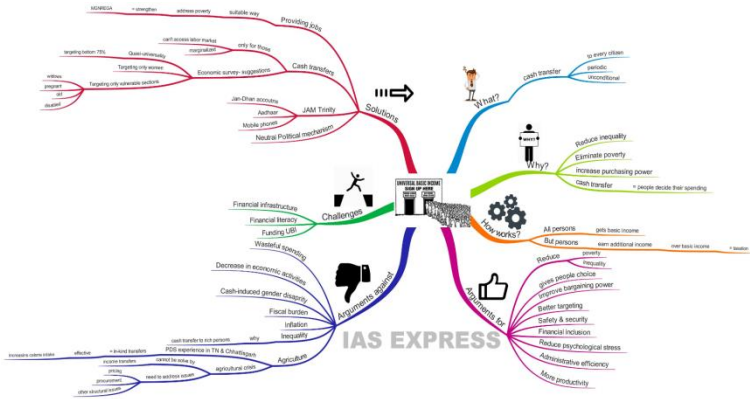 UNIVERSAL BASIC INCOME
SIGN UP HERE
What?
cash transfer
to every citizen
periodic
unconditional
WHY?
Why?
Reduce inequality
Eliminate poverty
increase purchasing power
cash transfer
= people decide their spending
How works?
All persons
gets basic income
But persons
earn additional income
over basic income
= taxation
Arguments for
Reduce
poverty
inequality
gives people choice
Improve bargaining power
Better targeting
Safety & security
Financial inclusion
Reduce psychological stress
Administrative efficiency
More productivity
Solutions
Providing jobs
suitable way
address poverty
= strengthen
MGNREGA
Cash transfers
only for those
can't access labor market
marginalized
Economic survey- suggestions
Quasi-universality
targeting bottom 75%
Targeting only women
Targeting only vulnerable sections
widows
pregnant
old
disabled
JAM Trinity
Jan-Dhan accoutns
Aadhaar
Mobile phones
Neutral Political mechanism
Challenges
Financial infrastructure
Financial literacy
Funding UBI
Arguments against
Wasteful spending
Decrease in economic activities
Cash-induced gender disaprity
Fiscal burden
Inflation
Inequality
why
cash transfer to rich persons
Agriculture
PDS experience in TN & Chhattisgarh
= in-kind transfers
effective
increases calorie intake
agricultural crisis
cannot be solve by
income transfers
need to address issues
pricing
procurement
other structural issues
IAS EXPRESS